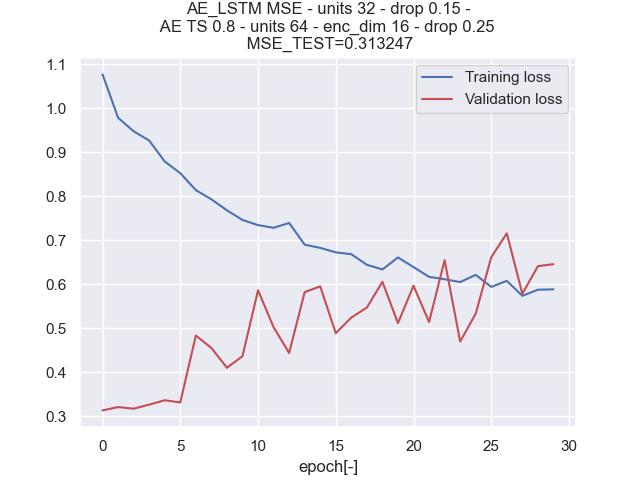 AE_LSTM MSE - units 32 - drop 0.15 -
AE TS 0.8 - units 64 - enc_dim 16 - drop 0.25
MSE_TEST=0.313247
Training loss
Validation loss
1.1
1.0
0.9
0.8
0.7
0.6
0.5
0.4
0.3
0 5 10 15 20 25 30
epoch[-]